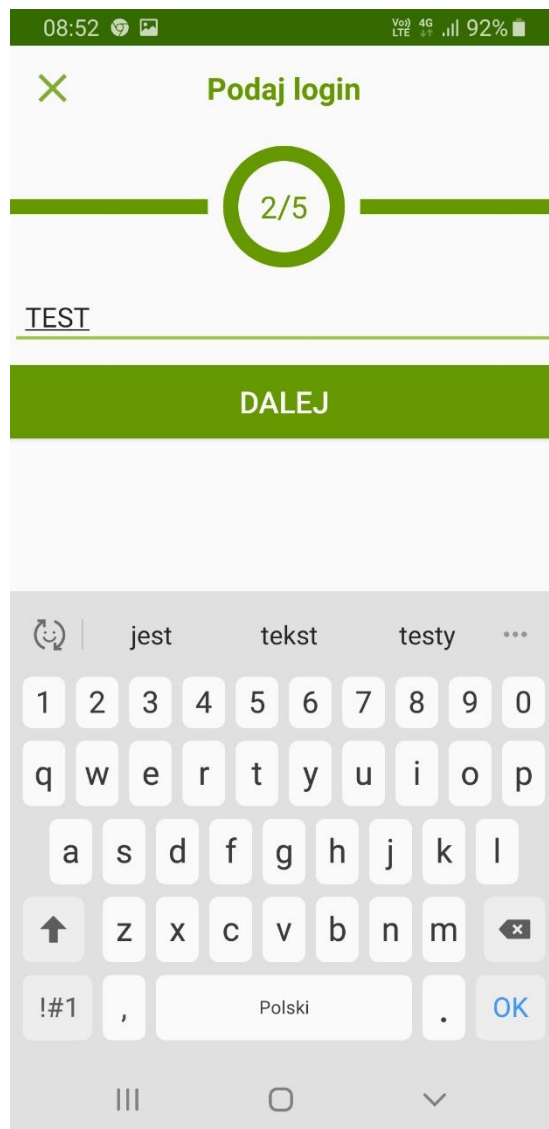 08:52 Vo)) LTE 4G 92%
Podaj login
2/5
TEST
DALEJ
jest tekst testy
1 2 3 4 5 6 7 8 9 0
q w e r t y u i o p
a s d f g h j k l
z x c v b n m
!#1 , Polski . OK